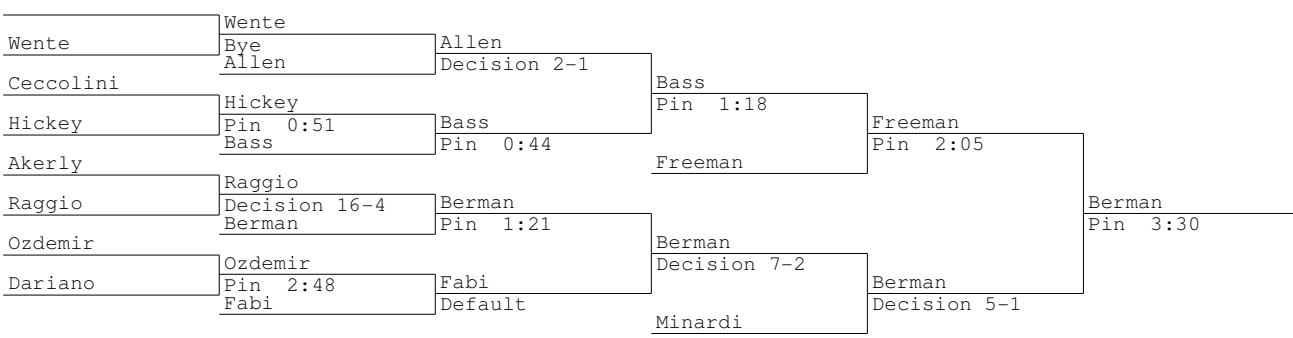 Wente
Wente
Bye
Allen
Allen
Decision 2-1
Ceccolini
Bass
Hickey
Pin 1:18
Hickey
Pin 0:51
Bass
Freeman
Bass
Pin 0:44
Pin 2:05
Akerly
Freeman
Raggio
Raggio
Decision 16-4
Berman
Berman
Berman
Pin 1:21
Pin 3:30
Ozdemir
Berman
Ozdemir
Decision 7-2
Dariano
Pin 2:48
Fabi
Berman
Fabi
Default
Decision 5-1
Minardi